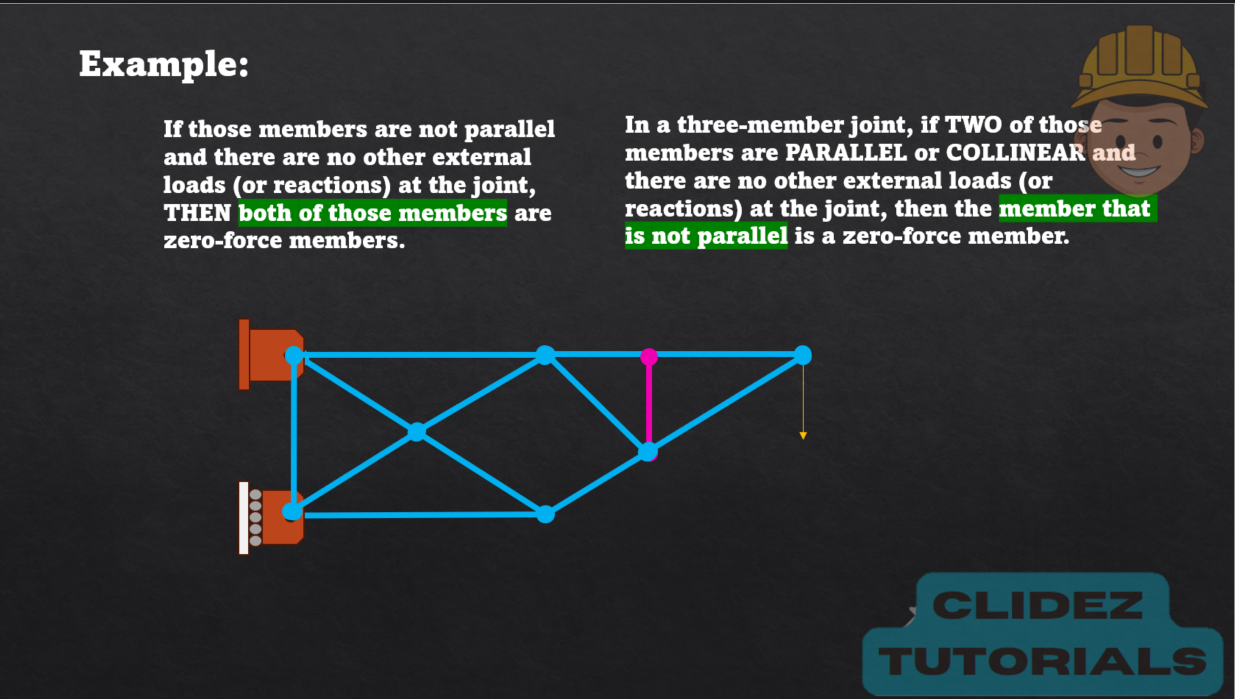 Example:
If those members are not parallel
and there are no other external
loads (or reactions) at the joint,
THEN both of those members are
zero-force members.
In a three-member joint, if TWO of those
members are PARALLEL or COLLINEAR and
there are no other external loads (or
reactions) at the joint, then the member that
is not parallel is a zero-force member.
CLIDEZ
TUTORIALS